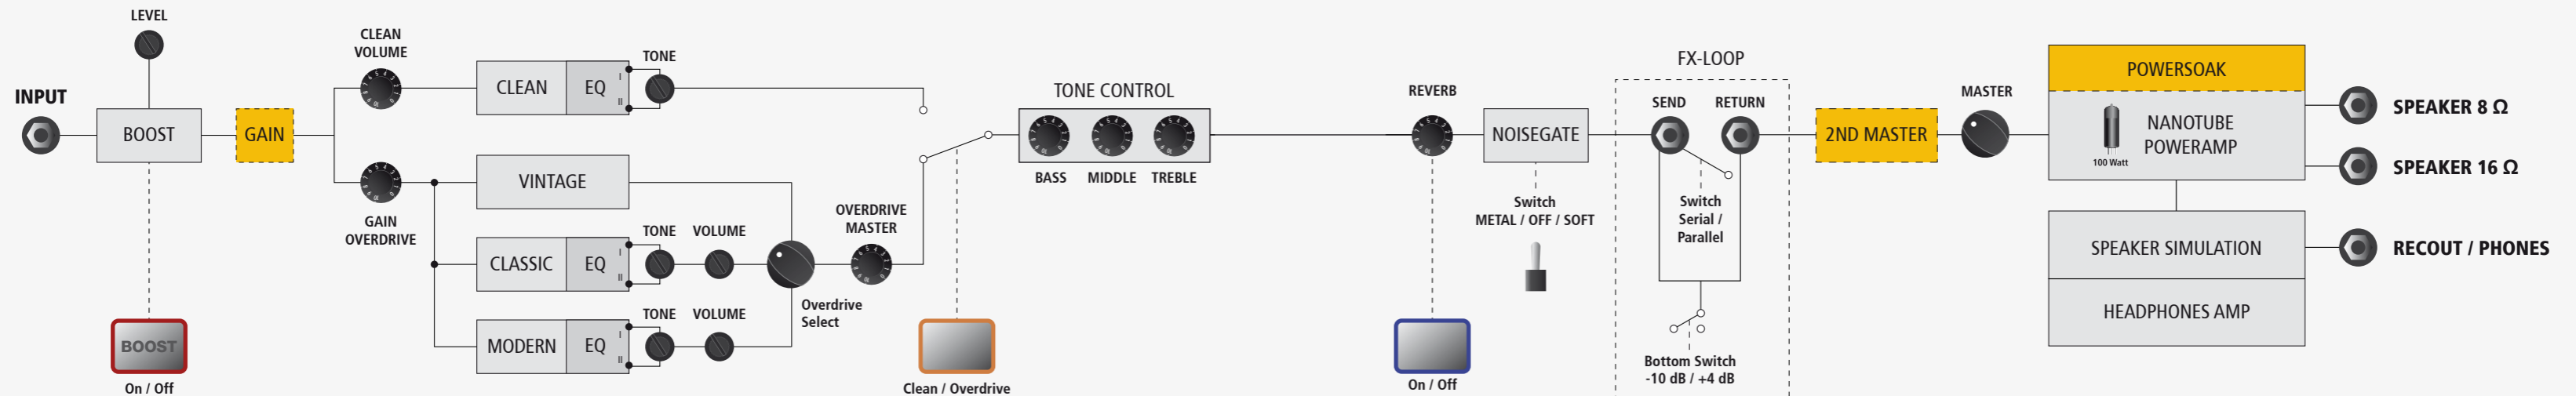 LEVEL
INPUT
BOOST
BOOST
On / Off
GAIN
CLEAN
VOLUME
GAIN
OVERDRIVE
CLEAN
EQ
I
II
TONE
VINTAGE
CLASSIC
EQ
I
II
TONE
VOLUME
MODERN
EQ
I
II
TONE
VOLUME
Overdrive
Select
OVERDRIVE
MASTER
Clean / Overdrive
TONE CONTROL
BASS
MIDDLE
TREBLE
REVERB
On / Off
NOISEGATE
Switch
METAL / OFF / SOFT
FX-LOOP
SEND
RETURN
Switch
Serial /
Parallel
Bottom Switch
-10 dB / +4 dB
2ND MASTER
MASTER
POWERSOAK
100 Watt
NANOTUBE
POWERAMP
SPEAKER 8 Ω
SPEAKER 16 Ω
SPEAKER SIMULATION
RECOUT / PHONES
HEADPHONES AMP